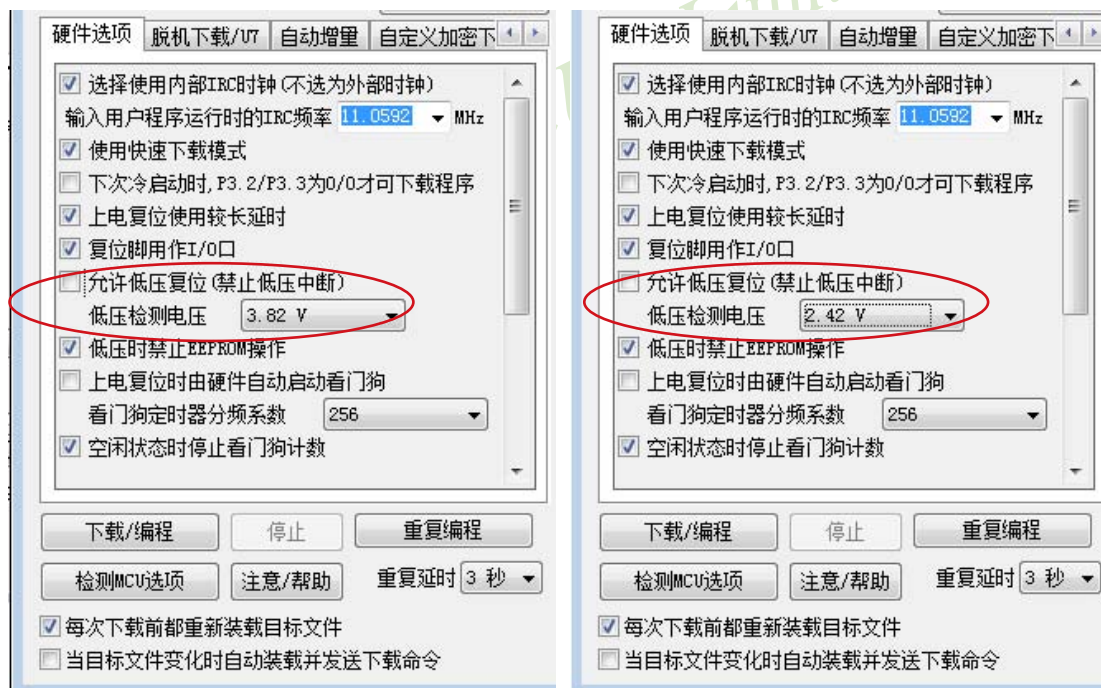 硬件选项 脱机下载/U7 自动增量 自定义加密下
选择使用内部IRC时钟(不选为外部时钟)
输入用户程序运行时的IRC频率 11.0592 MHz
使用快速下载模式
下次冷启动时,P3.2/P3.3为0/0才可下载程序
上电复位使用较长延时
复位脚用作I/O口
允许低压复位(禁止低压中断)
低压检测电压 3.82 V
低压时禁止EEPROM操作
上电复位时由硬件自动启动看门狗
看门狗定时器分频系数 256
空闲状态时停止看门狗计数
下载/编程 停止 重复编程
检测MCU选项 注意/帮助 重复延时 3 秒
每次下载前都重新装载目标文件
当目标文件变化时自动装载并发送下载命令
硬件选项 脱机下载/U7 自动增量 自定义加密下
选择使用内部IRC时钟(不选为外部时钟)
输入用户程序运行时的IRC频率 11.0592 MHz
使用快速下载模式
下次冷启动时,P3.2/P3.3为0/0才可下载程序
上电复位使用较长延时
复位脚用作I/O口
允许低压复位(禁止低压中断)
低压检测电压 2.42 V
低压时禁止EEPROM操作
上电复位时由硬件自动启动看门狗
看门狗定时器分频系数 256
空闲状态时停止看门狗计数
下载/编程 停止 重复编程
检测MCU选项 注意/帮助 重复延时 3 秒
每次下载前都重新装载目标文件
当目标文件变化时自动装载并发送下载命令